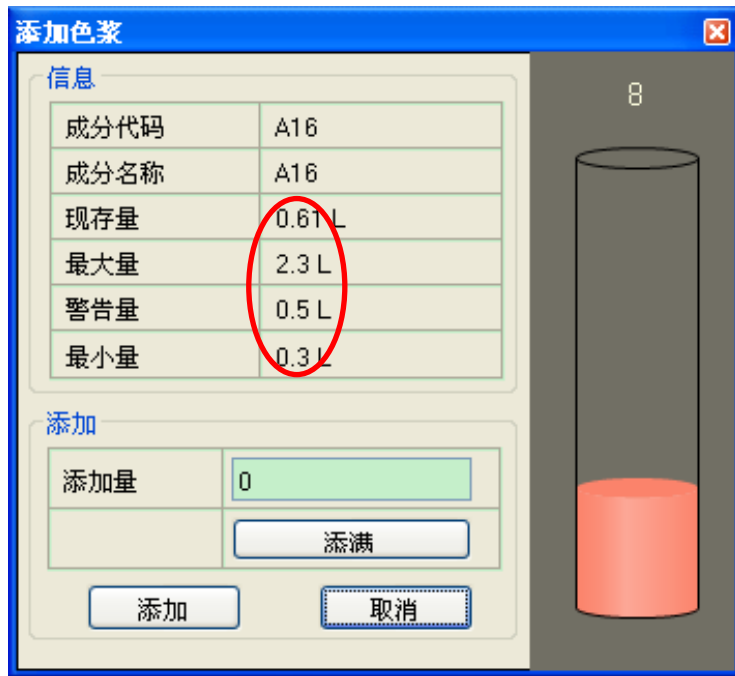 添加色浆
信息
8
成分代码 A16
成分名称 A16
现存量 0.61 L
最大量 2.3 L
警告量 0.5 L
最小量 0.3 L
添加
添加量 0
添满
添加 取消